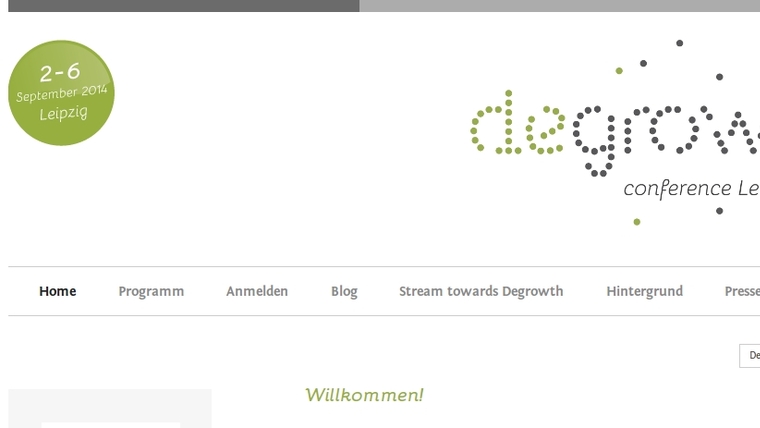 2-6
September 2014
Leipzig
degrow
conference Le
Home Programm Anmelden Blog Stream towards Degrowth Hintergrund Presse
De
Willkommen!